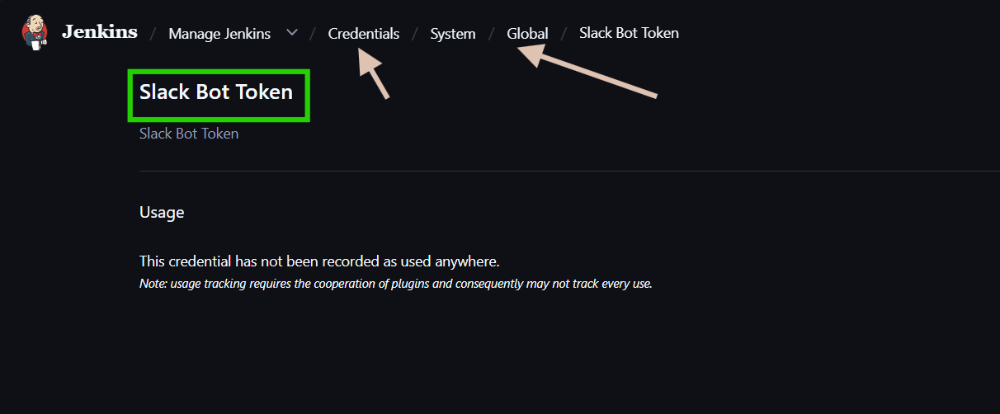 Jenkins / Manage Jenkins / Credentials / System / Global / Slack Bot Token
Slack Bot Token
Slack Bot Token
Usage
This credential has not been recorded as used anywhere.
Note: usage tracking requires the cooperation of plugins and consequently may not track every use.